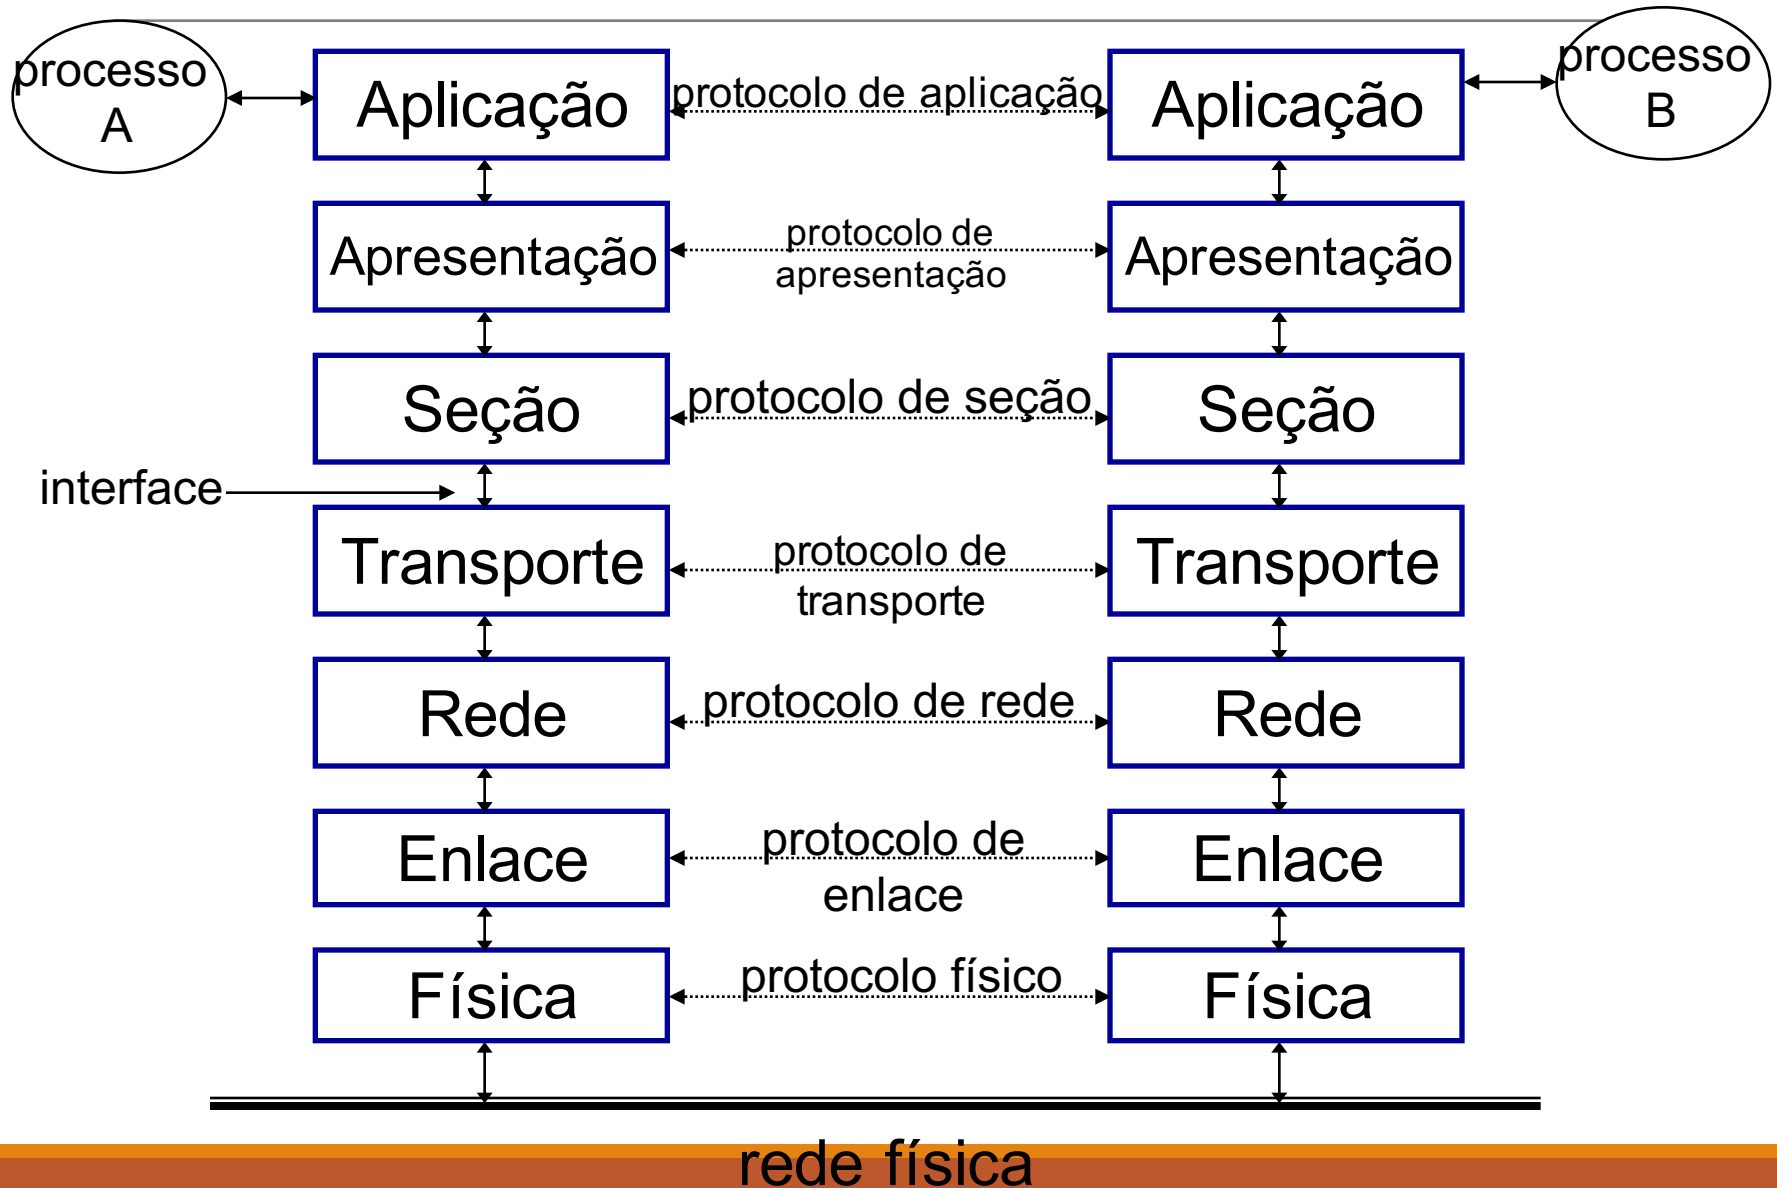 processo
A
Aplicação
protocolo de aplicação
Aplicação
processo
B
Apresentação
protocolo de
apresentação
Apresentação
Seção
protocolo de seção
Seção
interface
Transporte
protocolo de
transporte
Transporte
Rede
protocolo de rede
Rede
Enlace
protocolo de
enlace
Enlace
Física
protocolo físico
Física
rede física